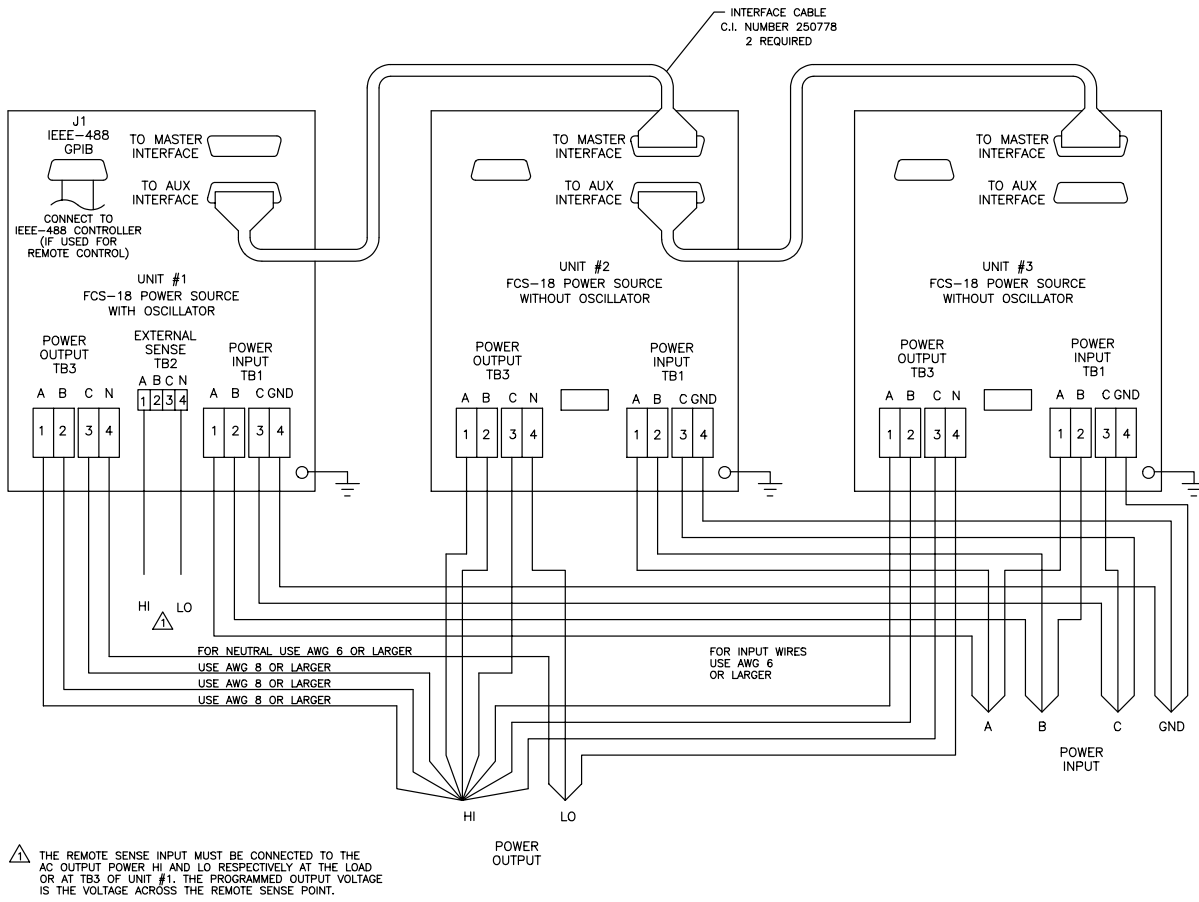 INTERFACE CABLE
C.I. NUMBER 250778
2 REQUIRED
J1
IEEE-488
GPIB
TO MASTER
INTERFACE
TO AUX
INTERFACE
CONNECT TO
IEEE-488 CONTROLLER
(IF USED FOR
REMOTE CONTROL)
UNIT #1
FCS-18 POWER SOURCE
WITH OSCILLATOR
POWER
OUTPUT
TB3
A B C N
1 2 3 4
EXTERNAL
SENSE
TB2
A B C N
1 2 3 4
POWER
INPUT
TB1
A B C GND
1 2 3 4
TO MASTER
INTERFACE
TO AUX
INTERFACE
UNIT #2
FCS-18 POWER SOURCE
WITHOUT OSCILLATOR
POWER
OUTPUT
TB3
A B C N
1 2 3 4
POWER
INPUT
TB1
A B C GND
1 2 3 4
TO MASTER
INTERFACE
TO AUX
INTERFACE
UNIT #3
FCS-18 POWER SOURCE
WITHOUT OSCILLATOR
POWER
OUTPUT
TB3
A B C N
1 2 3 4
POWER
INPUT
TB1
A B C GND
1 2 3 4
HI LO
1
FOR NEUTRAL USE AWG 6 OR LARGER
USE AWG 8 OR LARGER
USE AWG 8 OR LARGER
USE AWG 8 OR LARGER
FOR INPUT WIRES
USE AWG 6
OR LARGER
A B C GND
POWER
INPUT
HI LO
POWER
OUTPUT
1 THE REMOTE SENSE INPUT MUST BE CONNECTED TO THE
AC OUTPUT POWER HI AND LO RESPECTIVELY AT THE LOAD
OR AT TB3 OF UNIT #1. THE PROGRAMMED OUTPUT VOLTAGE
IS THE VOLTAGE ACROSS THE REMOTE SENSE POINT.